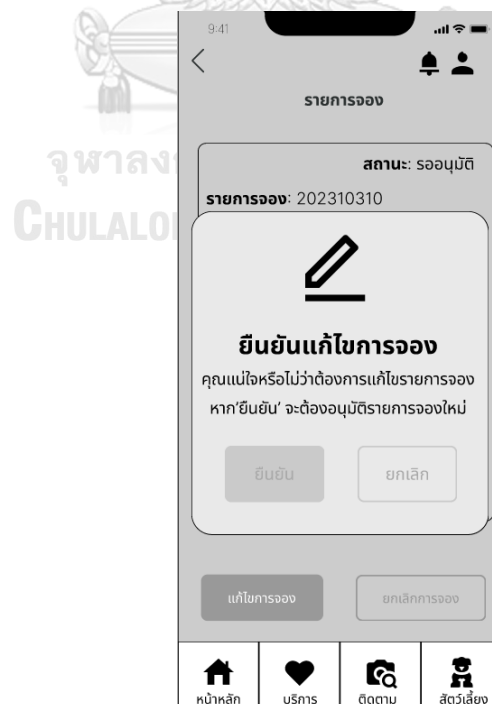 9:41
รายการจอง
สถานะ: รออนุมัติ
รายการจอง: 202310310
ยืนยันแก้ไขการจอง
คุณแน่ใจหรือไม่ว่าต้องการแก้ไขรายการจอง
หาก‘ยืนยัน’ จะต้องอนุมัติรายการจองใหม่
ยืนยัน
ยกเลิก
แก้ไขการจอง
ยกเลิกการจอง
หน้าหลัก
บริการ
ติดตาม
สัตว์เลี้ยง
จุฬาลง
CHULALO